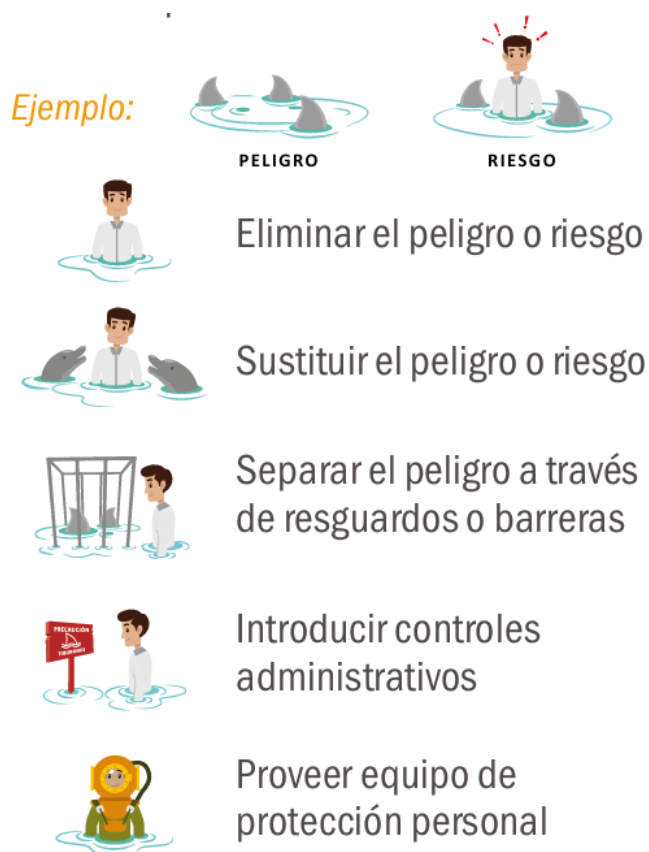 Ejemplo:
PELIGRO
RIESGO
Eliminar el peligro o riesgo
Sustituir el peligro o riesgo
Separar el peligro a través
de resguardos o barreras
PRECAUCIÓN
TIBURONES
Introducir controles
administrativos
Proveer equipo de
protección personal